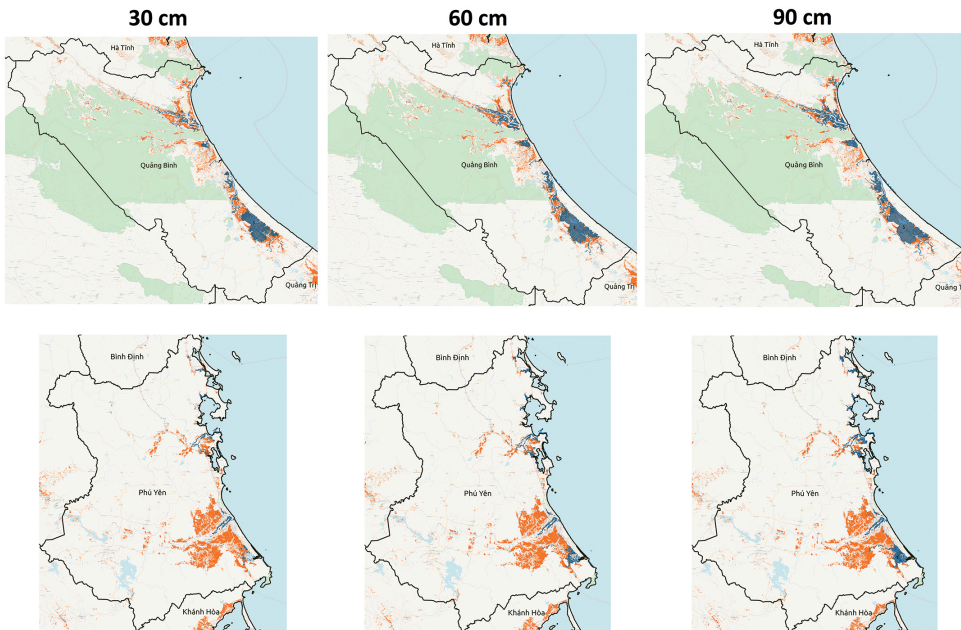 30 cm
60 cm
90 cm
Hà Tĩnh
Hà Tĩnh
Hà Tĩnh
Quảng Bình
Quảng Bình
Quảng Bình
Quảng Trị
Quảng Trị
Quảng Trị
Bình Định
Bình Định
Bình Định
Phú Yên
Phú Yên
Phú Yên
Khánh Hòa
Khánh Hòa
Khánh Hòa